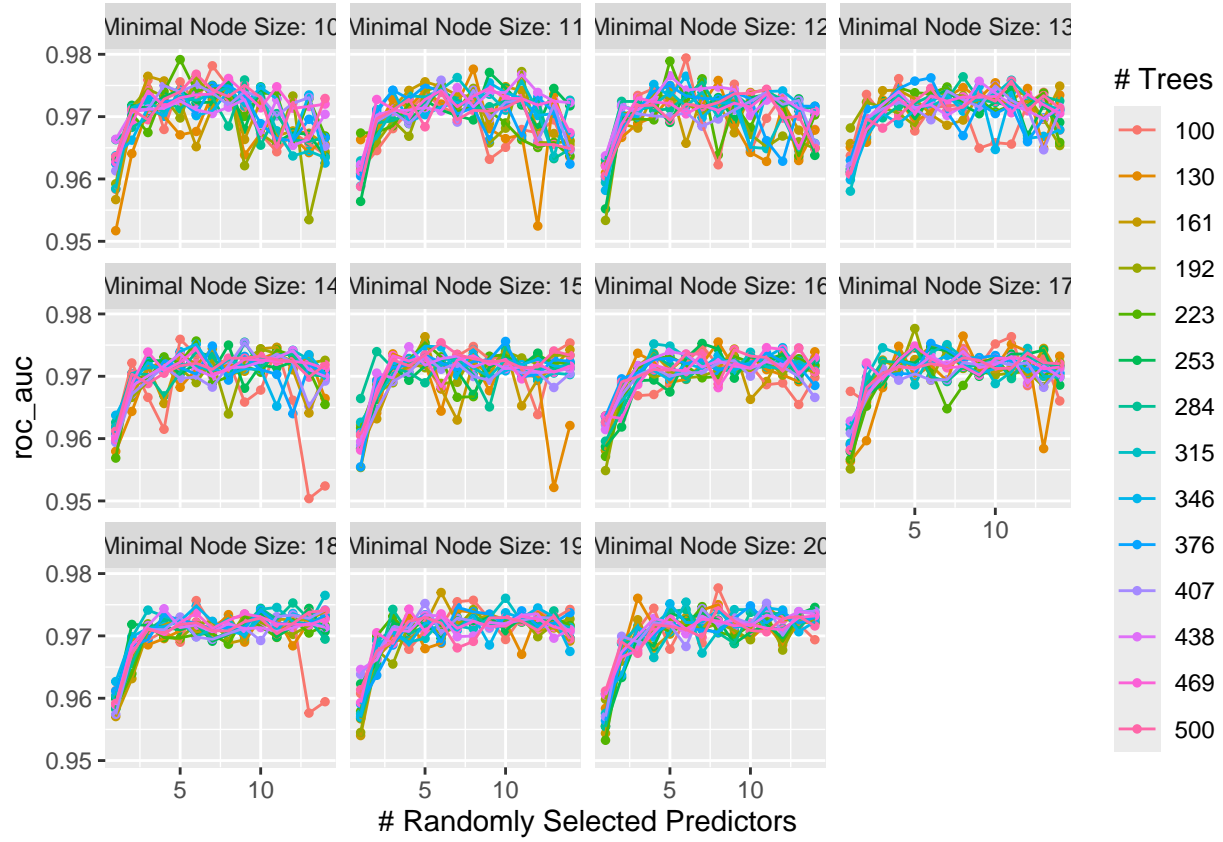 Minimal Node Size: 10
Minimal Node Size: 11
Minimal Node Size: 12
Minimal Node Size: 13
0.98
0.97
0.96
0.95
Minimal Node Size: 14
Minimal Node Size: 15
Minimal Node Size: 16
Minimal Node Size: 17
0.98
0.97
0.96
0.95
5
10
Minimal Node Size: 18
Minimal Node Size: 19
Minimal Node Size: 20
0.98
0.97
0.96
0.95
5
10
5
10
5
10
roc_auc
# Randomly Selected Predictors
# Trees
100
130
161
192
223
253
284
315
346
376
407
438
469
500